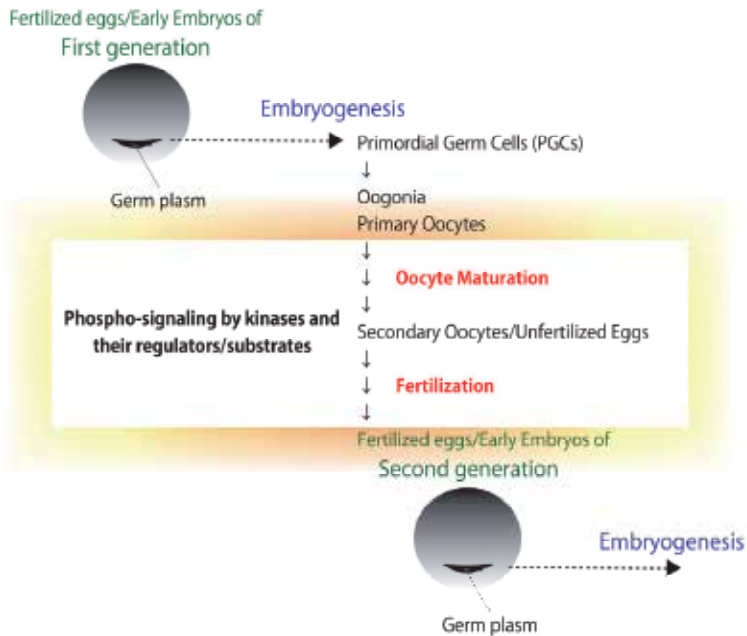 Fertilized eggs/Early Embryos of
First generation
Embryogenesis
Primordial Germ Cells (PGCs)
Germ plasm
↓
Oogonia
Primary Oocytes
↓
↓ Oocyte Maturation
↓
Phospho-signaling by kinases and
their regulators/substrates
Secondary Oocytes/Unfertilized Eggs
↓
↓ Fertilization
↓
Fertilized eggs/Early Embryos of
Second generation
Embryogenesis
Germ plasm